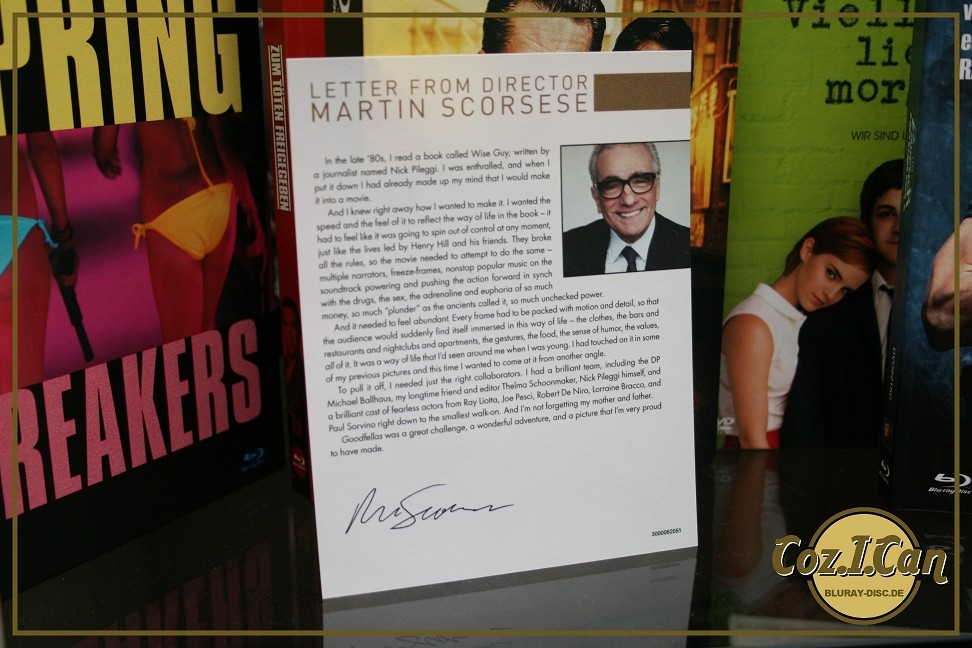 PRING
BREAKERS
ZUM TÖTEN FREIGEGEBEN
LETTER FROM DIRECTOR
MARTIN SCORSESE
In the late '80s, I read a book called Wise Guy, written by
a journalist named Nick Pileggi. I was enthralled, and when I
put it down I had already made up my mind that I would make
it into a movie.
And I knew right away how I wanted to make it. I wanted the
speed and the feel of it to reflect the way of life in the book – it
had to feel like it was going to spin out of control at any moment,
just like the lives led by Henry Hill and his friends. They broke
all the rules, so the movie needed to attempt to do the same –
multiple narrators, freeze-frames, nonstop popular music on the
soundtrack powering and pushing the action forward in synch
with the drugs, the sex, the adrenaline and euphoria of so much
money, so much "plunder" as the ancients called it, so much unchecked power.
And it needed to feel abundant. Every frame had to be packed with motion and detail, so that
the audience would suddenly find itself immersed in this way of life – the clothes, the bars and
restaurants and nightclubs and apartments, the gestures, the food, the sense of humor, the values,
all of it. It was a way of life that I'd seen around me when I was young. I had touched on it in some
of my previous pictures and this time I wanted to come at it from another angle.
To pull it off, I needed just the right collaborators. I had a brilliant team, including the DP
Michael Ballhaus, my longtime friend and editor Thelma Schoonmaker, Nick Pileggi himself, and
a brilliant cast of fearless actors from Ray Liotta, Joe Pesci, Robert De Niro, Lorraine Bracco, and
Paul Sorvino right down to the smallest walk-on. And I'm not forgetting my mother and father.
Goodfellas was a great challenge, a wonderful adventure, and a picture that I'm very proud
to have made.
3000062051
Viell
lie
mor
WIR SIND U
Blu-ray Disc
Coz.I.Can
BLURAY-DISC.DE